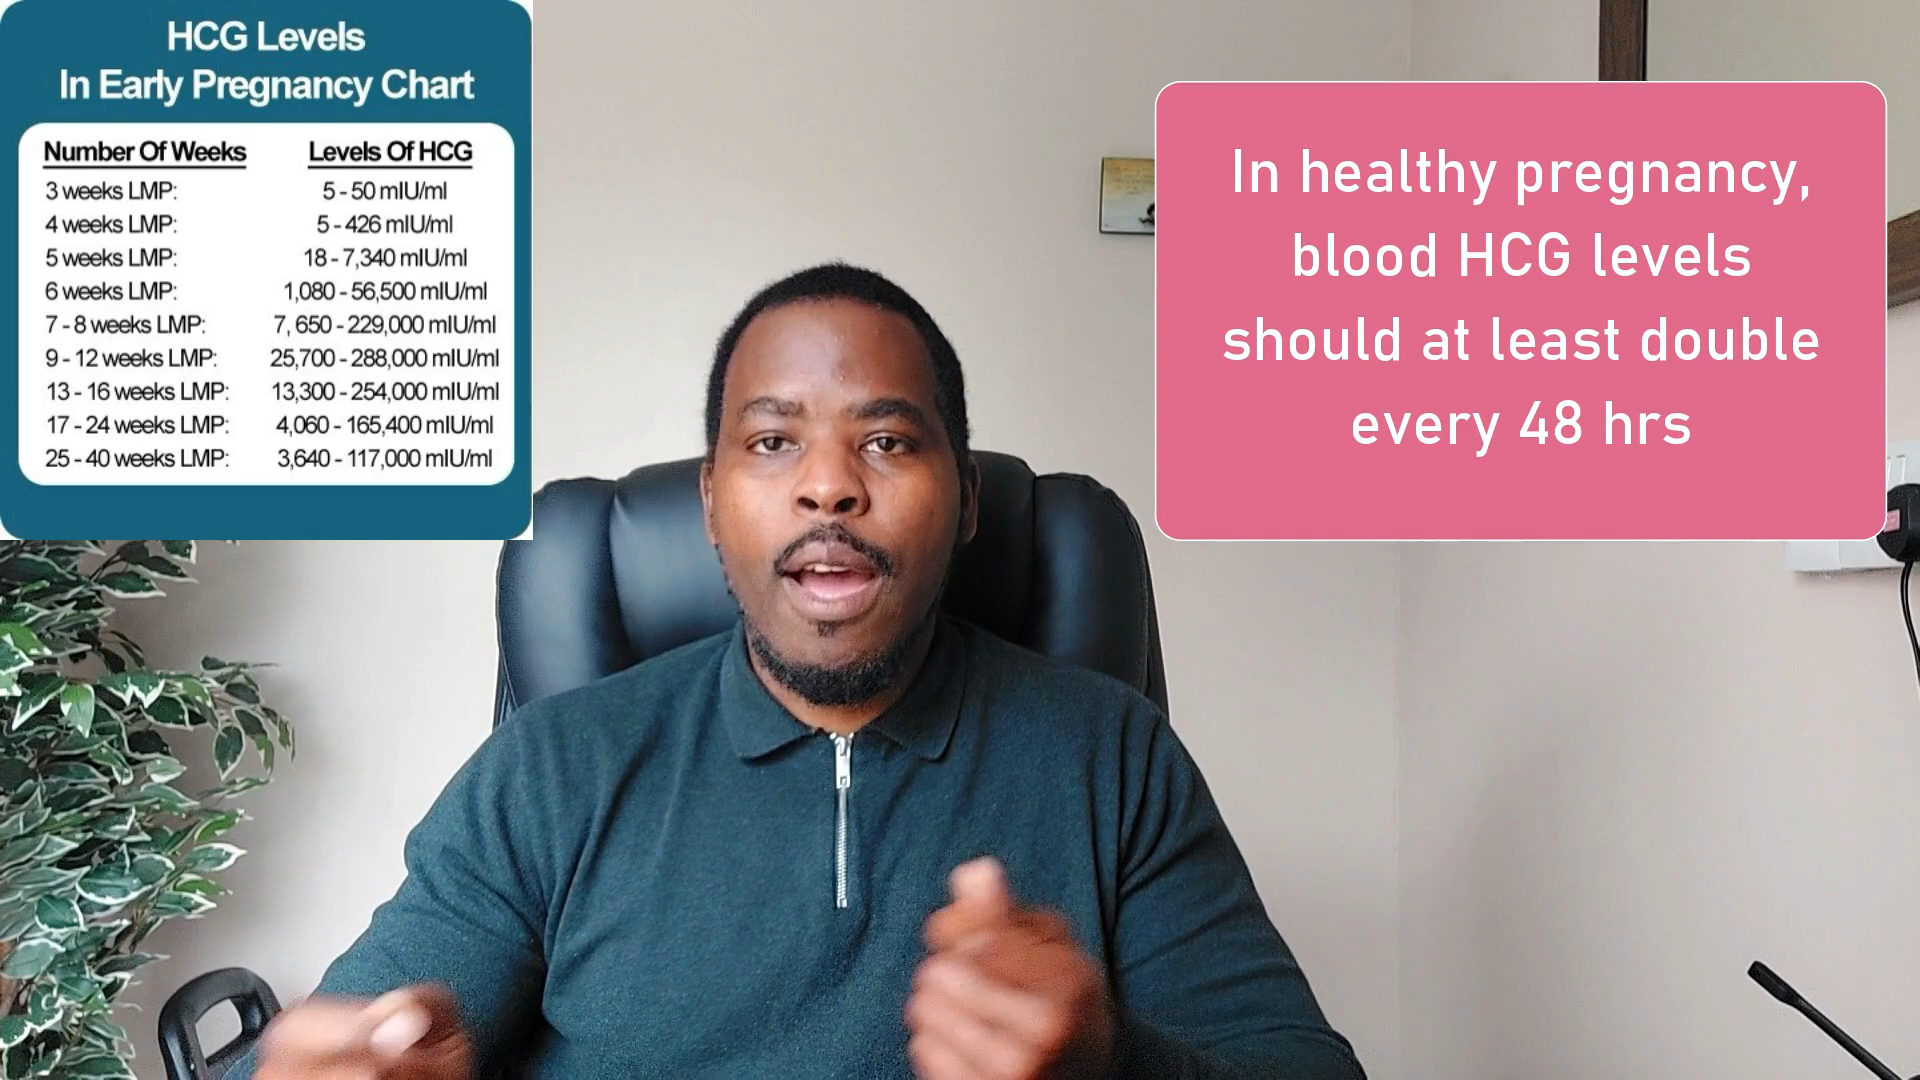 HCG Levels
In Early Pregnancy Chart
Number Of Weeks Levels Of HCG
3 weeks LMP: 5 - 50 mIU/ml
4 weeks LMP: 5 - 426 mIU/ml
5 weeks LMP: 18 - 7,340 mIU/ml
6 weeks LMP: 1,080 - 56,500 mIU/ml
7 - 8 weeks LMP: 7, 650 - 229,000 mIU/ml
9 - 12 weeks LMP: 25,700 - 288,000 mIU/ml
13 - 16 weeks LMP: 13,300 - 254,000 mIU/ml
17 - 24 weeks LMP: 4,060 - 165,400 mIU/ml
25 - 40 weeks LMP: 3,640 - 117,000 mIU/ml
In healthy pregnancy,
blood HCG levels
should at least double
every 48 hrs